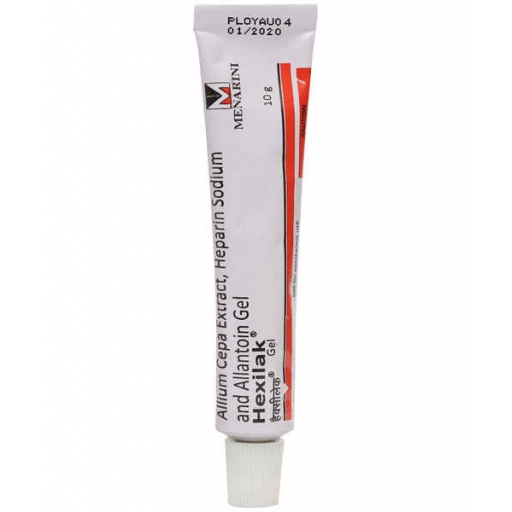 PLOYAU04
01/2020
MENARINI
10 g
Allium Cepa Extract, Heparin Sodium
and Allantoin Gel
Hexilak® Gel
हैक्सीलेक®